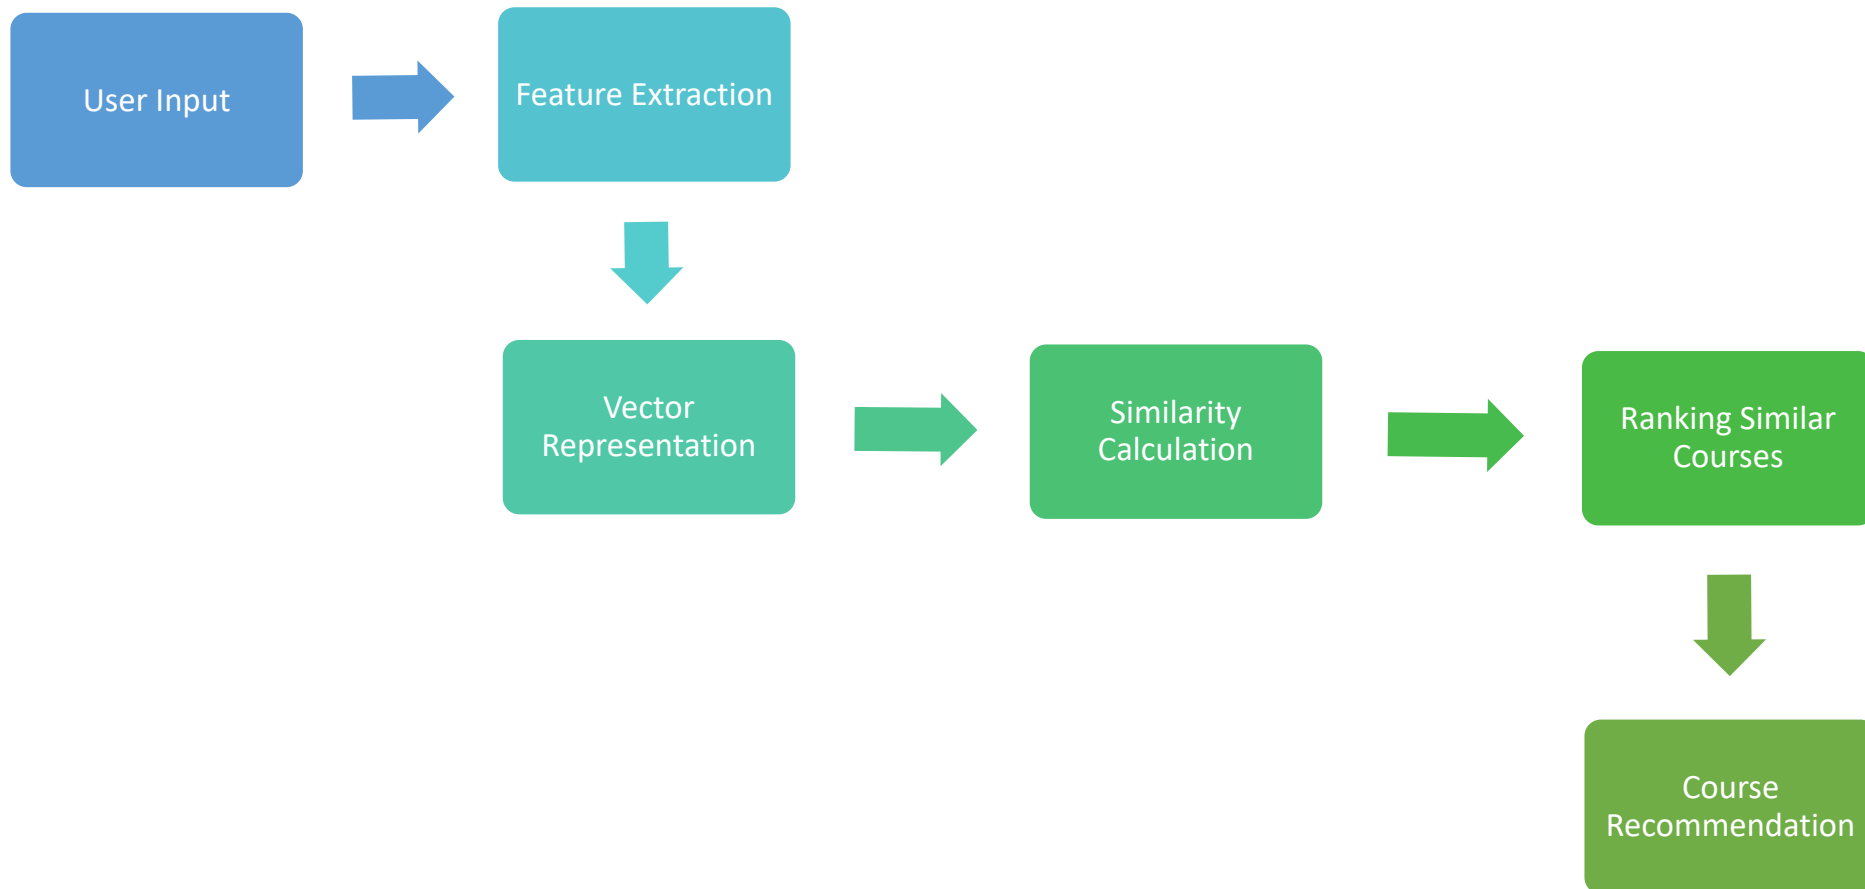 User Input
Feature Extraction
Vector
Representation
Similarity
Calculation
Ranking Similar
Courses
Course
Recommendation